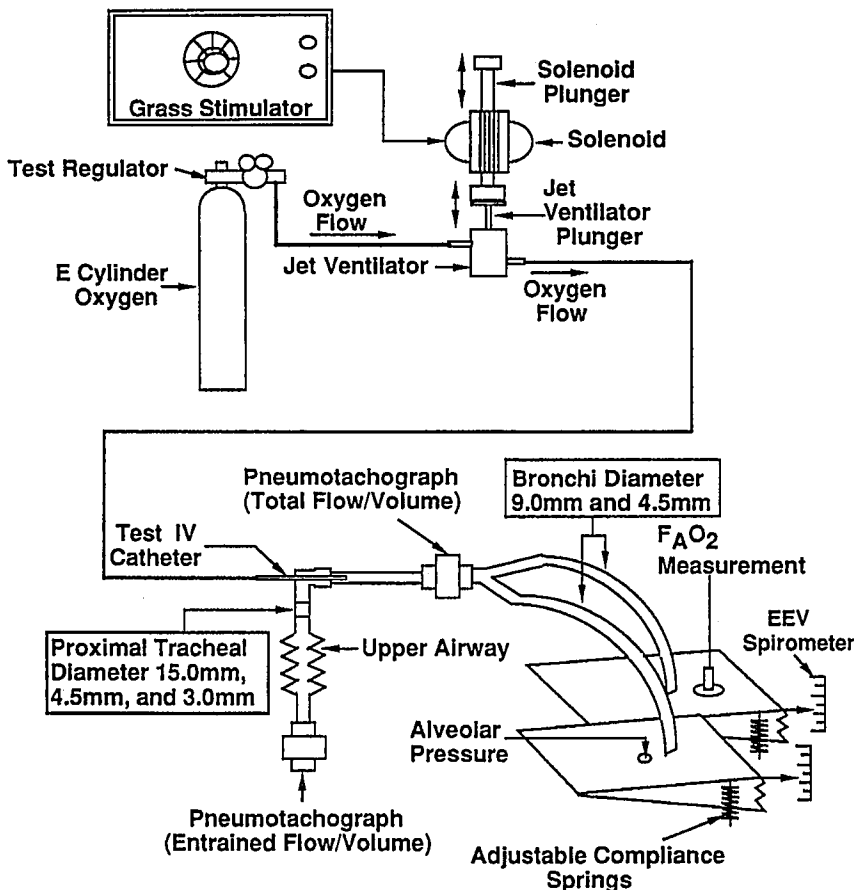 Grass Stimulator
Solenoid
Plunger
Solenoid
Test Regulator
Oxygen
Flow
Jet
Ventilator
Plunger
Jet Ventilator
E Cylinder
Oxygen
Oxygen
Flow
Pneumotachograph
(Total Flow/Volume)
Bronchi Diameter
9.0mm and 4.5mm
Test IV
Catheter
FAO2
Measurement
EEV
Spirometer
Proximal Tracheal
Diameter 15.0mm,
4.5mm, and 3.0mm
Upper Airway
Alveolar
Pressure
Pneumotachograph
(Entrained Flow/Volume)
Adjustable Compliance
Springs